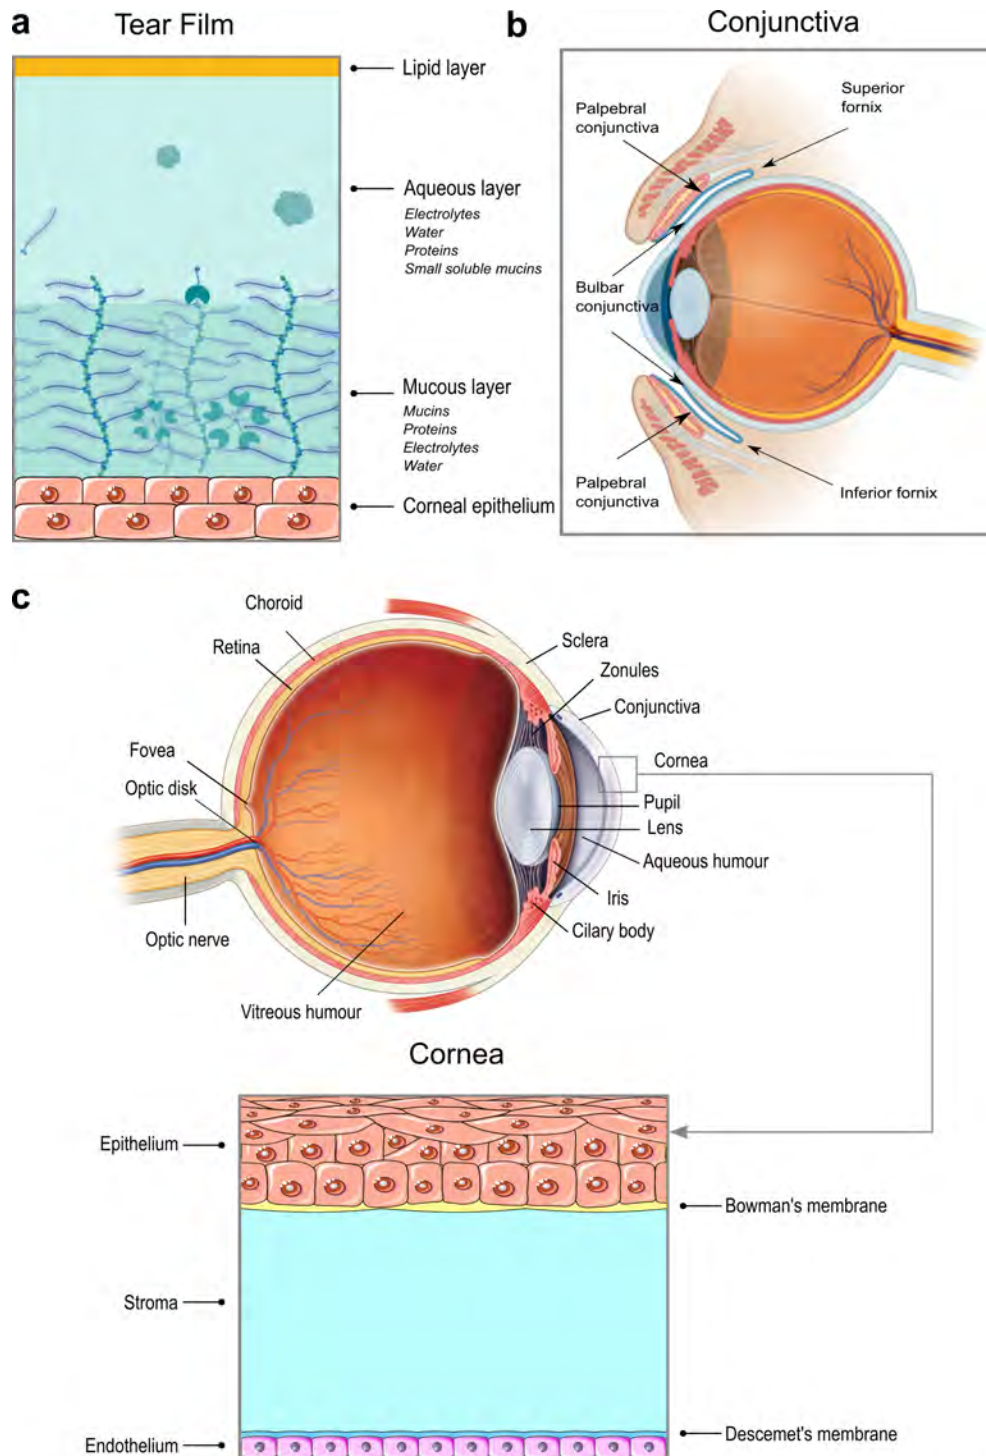 a
Tear Film
Lipid layer
Aqueous layer
Electrolytes
Water
Proteins
Small soluble mucins
Mucous layer
Mucins
Proteins
Electrolytes
Water
Corneal epithelium
b
Conjunctiva
Superior
fornix
Palpebral
conjunctiva
Bulbar
conjunctiva
Palpebral
conjunctiva
Inferior fornix
c
Choroid
Retina
Fovea
Optic disk
Optic nerve
Vitreous humour
Sclera
Zonules
Conjunctiva
Cornea
Pupil
Lens
Aqueous humour
Iris
Cilary body
Cornea
Epithelium
Bowman's membrane
Stroma
Descemet's membrane
Endothelium